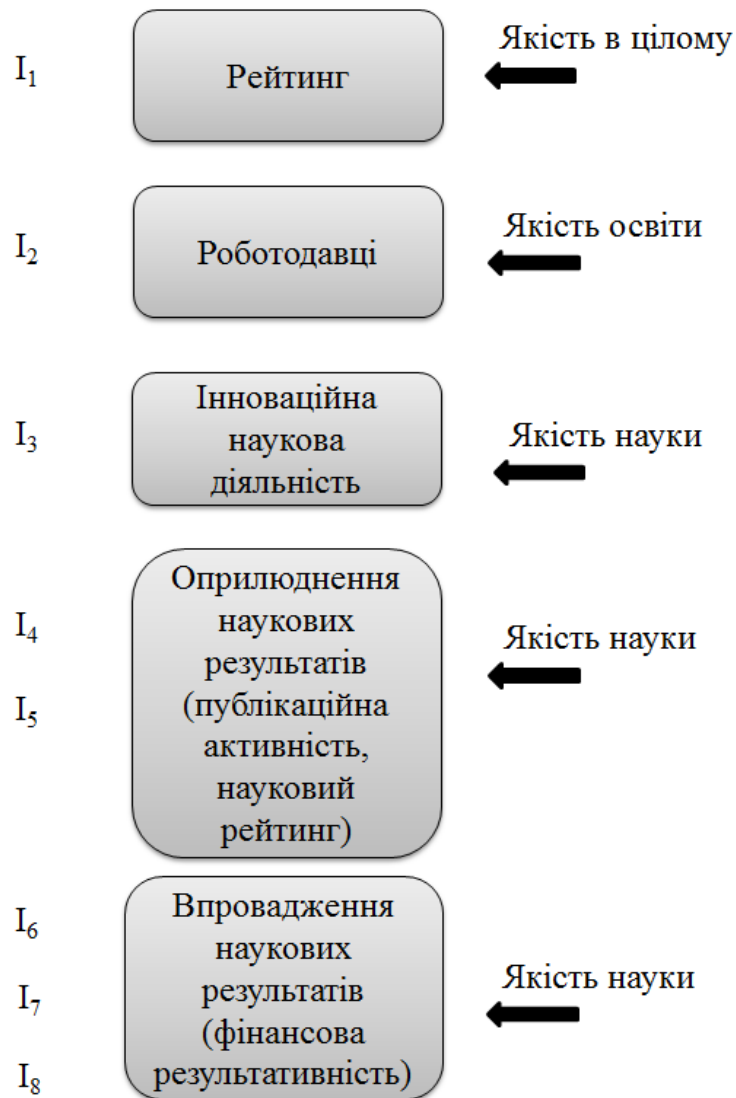 I₁
Рейтинг
Якість в цілому
I₂
Роботодавці
Якість освіти
I₃
Інноваційна
наукова
діяльність
Якість науки
I₄
I₅
Оприлюднення
наукових
результатів
(публікаційна
активність,
науковий
рейтинг)
Якість науки
I₆
I₇
I₈
Впровадження
наукових
результатів
(фінансова
результативність)
Якість науки